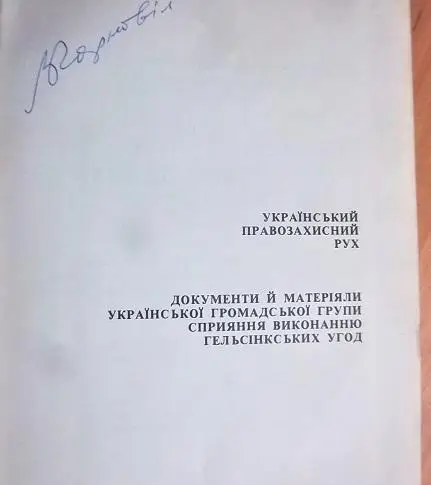 УКРАЇНСЬКИЙ
ПРАВОЗАХИСНИЙ
РУХ
ДОКУМЕНТИ Й МАТЕРІЯЛИ
УКРАЇНСЬКОЇ ГРОМАДСЬКОЇ ГРУПИ
СПРИЯННЯ ВИКОНАННЮ
ГЕЛЬСІНКСЬКИХ УГОД